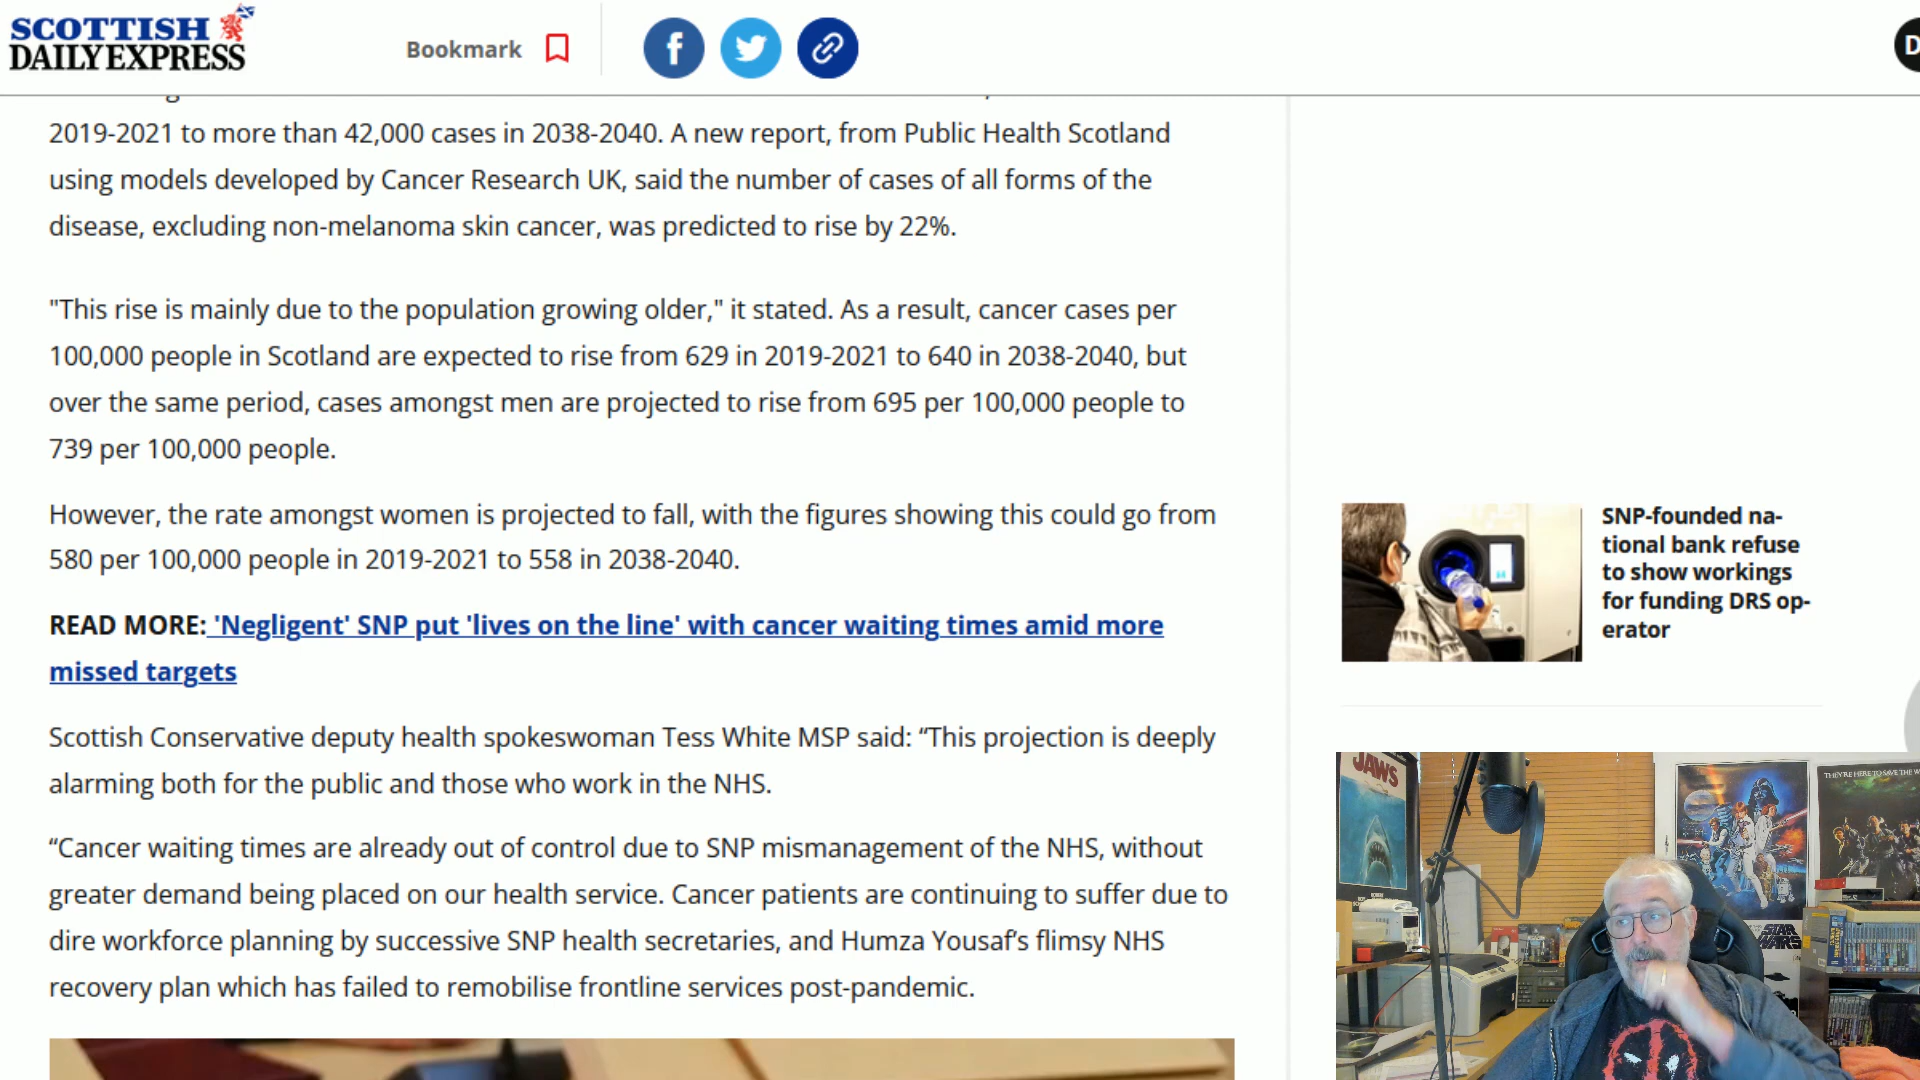 SCOTTISH
DAILY EXPRESS
Bookmark
2019-2021 to more than 42,000 cases in 2038-2040. A new report, from Public Health Scotland
using models developed by Cancer Research UK, said the number of cases of all forms of the
disease, excluding non-melanoma skin cancer, was predicted to rise by 22%.
"This rise is mainly due to the population growing older," it stated. As a result, cancer cases per
100,000 people in Scotland are expected to rise from 629 in 2019-2021 to 640 in 2038-2040, but
over the same period, cases amongst men are projected to rise from 695 per 100,000 people to
739 per 100,000 people.
However, the rate amongst women is projected to fall, with the figures showing this could go from
580 per 100,000 people in 2019-2021 to 558 in 2038-2040.
READ MORE: 'Negligent' SNP put 'lives on the line' with cancer waiting times amid more
missed targets
Scottish Conservative deputy health spokeswoman Tess White MSP said: “This projection is deeply
alarming both for the public and those who work in the NHS.
“Cancer waiting times are already out of control due to SNP mismanagement of the NHS, without
greater demand being placed on our health service. Cancer patients are continuing to suffer due to
dire workforce planning by successive SNP health secretaries, and Humza Yousaf’s flimsy NHS
recovery plan which has failed to remobilise frontline services post-pandemic.
SNP-founded na-
tional bank refuse
to show workings
for funding DRS op-
erator
JAWS
THEY'RE HERE TO SAVE THE W
STAR
WARS